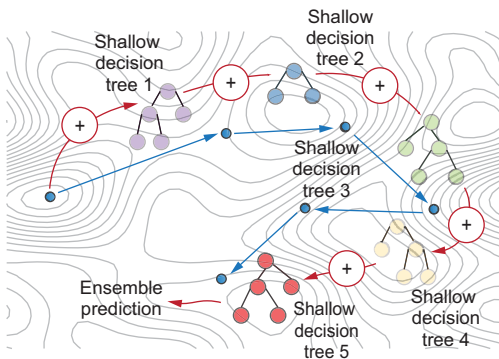 Shallow
decision
tree 1
Shallow
decision
tree 2
+
+
+
Shallow
decision
tree 3
+
+
Ensemble
prediction
Shallow
decision
tree 5
Shallow
decision
tree 4